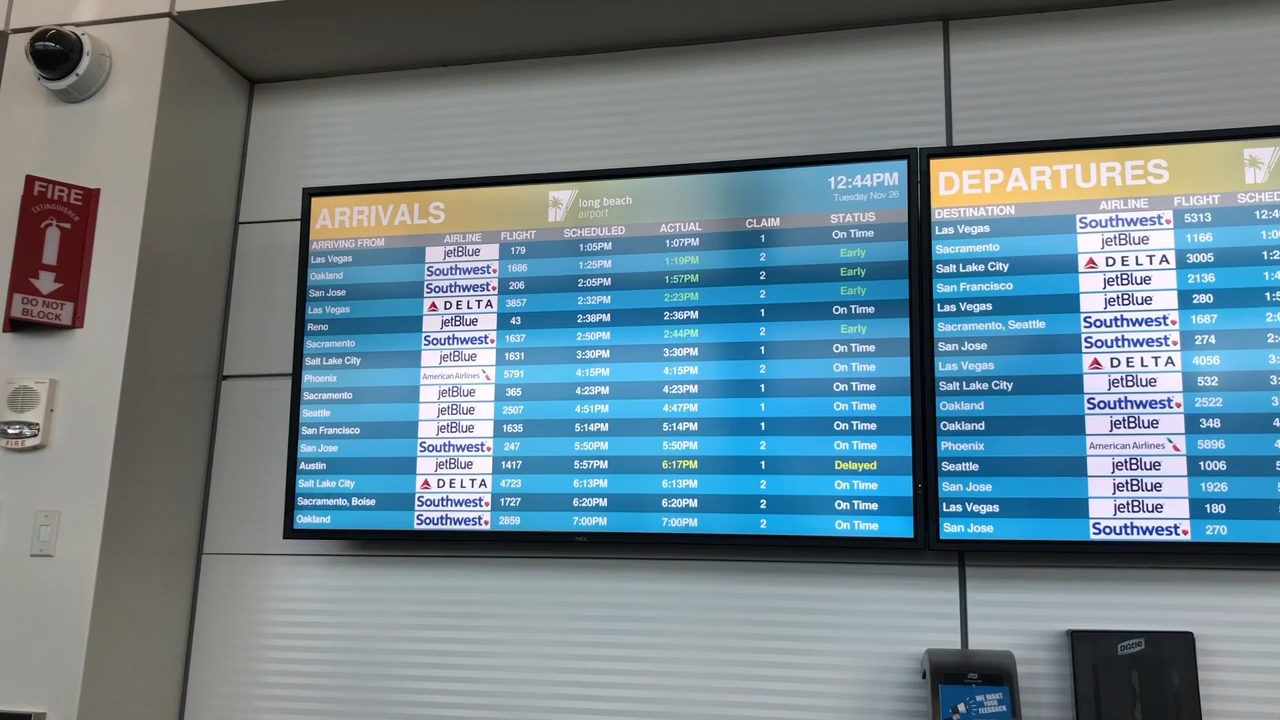 FIRE
EXTINGUISHER
DO NOT
BLOCK
FIRE
ARRIVALS
long beach
airport
12:44PM
Tuesday Nov 26
ARRIVING FROM AIRLINE FLIGHT SCHEDULED ACTUAL CLAIM STATUS
Las Vegas jetBlue 179 1:05PM 1:07PM 1 On Time
Oakland Southwest 1686 1:25PM 1:19PM 2 Early
San Jose Southwest 206 2:05PM 1:57PM 2 Early
Las Vegas DELTA 3857 2:32PM 2:23PM 2 Early
Reno jetBlue 43 2:38PM 2:36PM 1 On Time
Sacramento Southwest 1637 2:50PM 2:44PM 2 Early
Salt Lake City jetBlue 1631 3:30PM 3:30PM 1 On Time
Phoenix American Airlines 5791 4:15PM 4:15PM 2 On Time
Sacramento jetBlue 365 4:23PM 4:23PM 1 On Time
Seattle jetBlue 2507 4:51PM 4:47PM 1 On Time
San Francisco jetBlue 1635 5:14PM 5:14PM 1 On Time
San Jose Southwest 247 5:50PM 5:50PM 2 On Time
Austin jetBlue 1417 5:57PM 6:17PM 1 Delayed
Salt Lake City DELTA 4723 6:13PM 6:13PM 2 On Time
Sacramento, Boise Southwest 1727 6:20PM 6:20PM 2 On Time
Oakland Southwest 2859 7:00PM 7:00PM 2 On Time
NEC
DEPARTURES
DESTINATION AIRLINE FLIGHT
Las Vegas Southwest 5313
Sacramento jetBlue 1166
Salt Lake City DELTA 3005
San Francisco jetBlue 2136
Las Vegas jetBlue 280
Sacramento, Seattle Southwest 1687
San Jose Southwest 274
Las Vegas DELTA 4056
Salt Lake City jetBlue 532
Oakland Southwest 2522
Oakland jetBlue 348
Phoenix American Airlines 5896
Seattle jetBlue 1006
San Jose jetBlue 1926
Las Vegas jetBlue 180
San Jose Southwest 270
WE WANT
YOUR
FEEDBACK
DIXIE